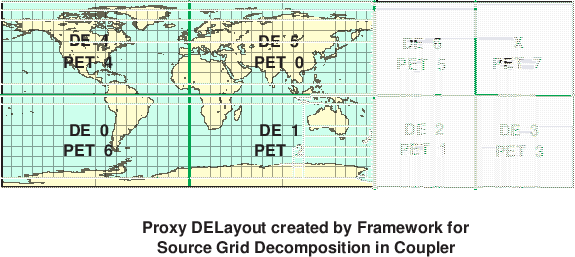 DE 4
PET 4
DE 5
PET 0
DE 6
PET 5
X
PET 7
DE 0
PET 6
DE 1
PET 2
DE 2
PET 1
DE 3
PET 3
Proxy DELayout created by Framework for
Source Grid Decomposition in Coupler